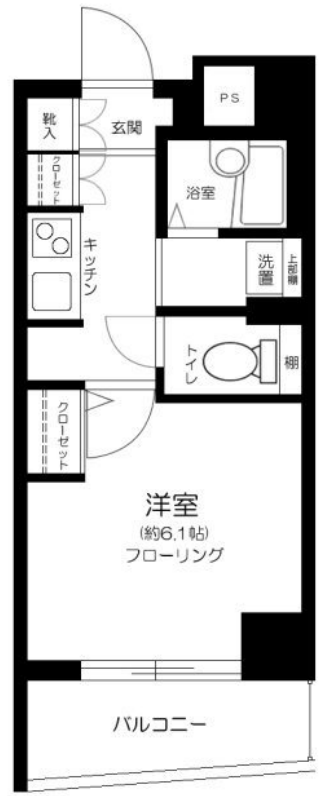 PS
靴入
玄関
クローゼット
浴室
キッチン
洗置
上部棚
トイレ
棚
クローゼット
洋室
(約6.1帖)
フローリング
バルコニー